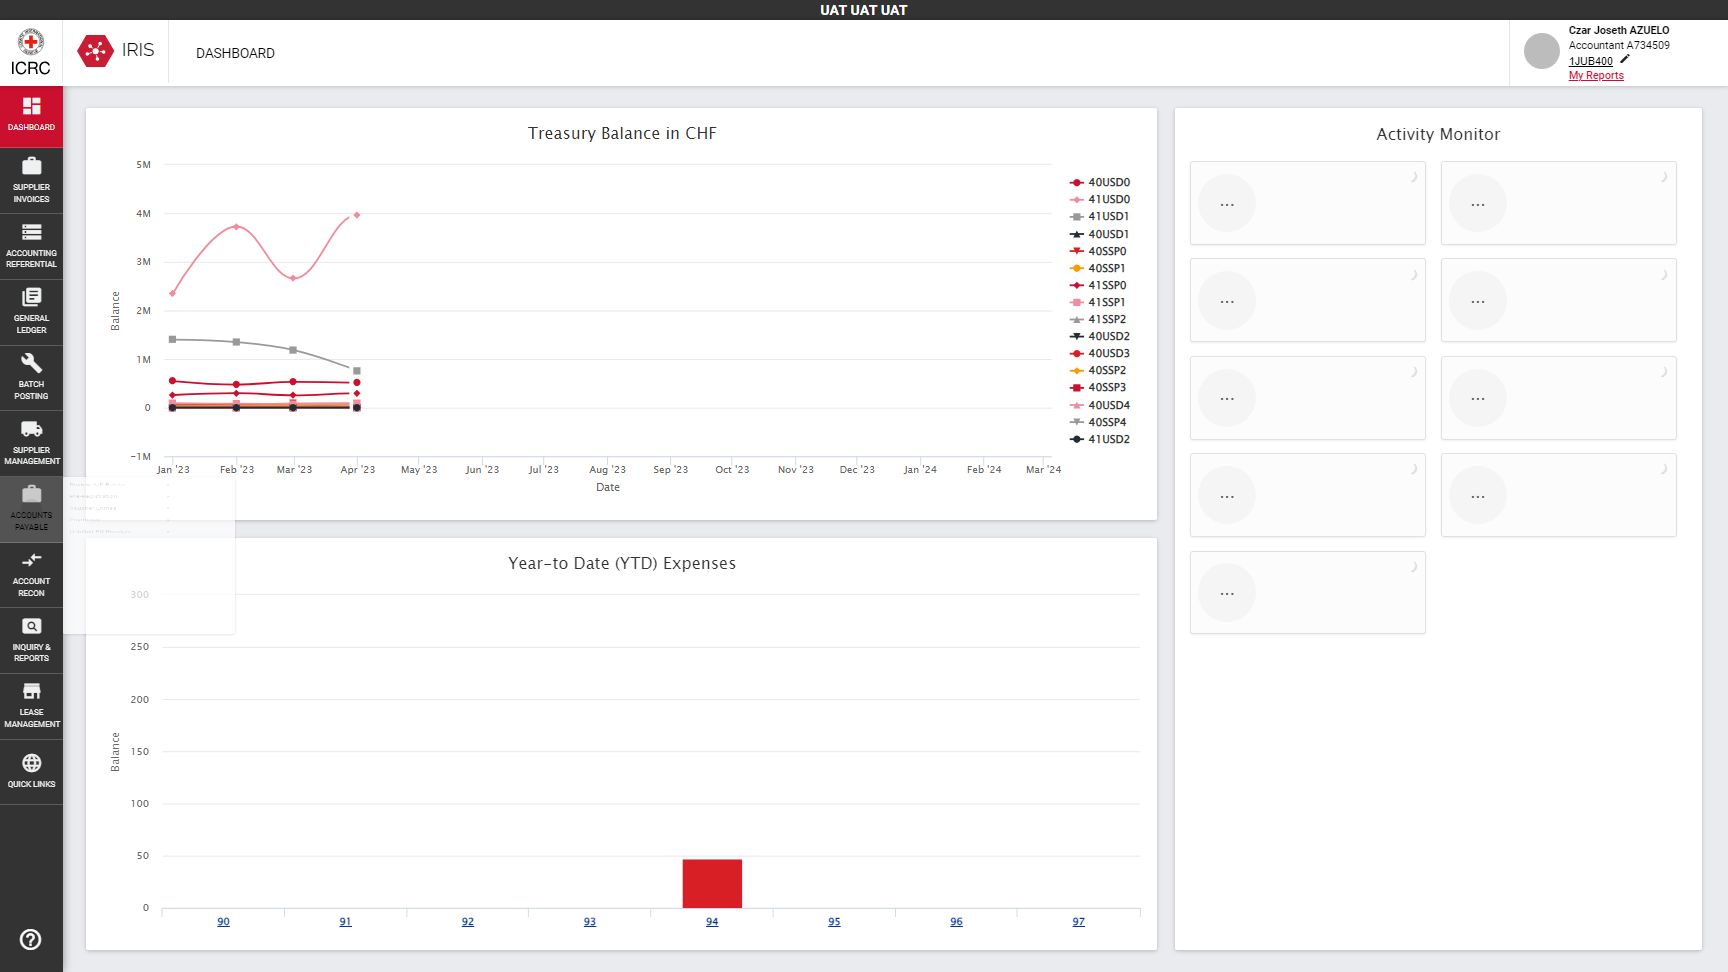 UAT UAT UAT
ICRC
IRIS
DASHBOARD
Czar Joseth AZUELO
Accountant A734509
1JUB400
My Reports
DASHBOARD
SUPPLIER
INVOICES
ACCOUNTING
REFERENTIAL
GENERAL
LEDGER
BATCH
POSTING
SUPPLIER
MANAGEMENT
ACCOUNTS
PAYABLE
ACCOUNT
RECON
INQUIRY &
REPORTS
LEASE
MANAGEMENT
QUICK LINKS
Treasury Balance in CHF
Balance
5M
4M
3M
2M
1M
0
−1M
Jan '23 Feb '23 Mar '23 Apr '23 May '23 Jun '23 Jul '23 Aug '23 Sep '23 Oct '23 Nov '23 Dec '23 Jan '24 Feb '24 Mar '24
Date
40USD0
41USD0
41USD1
40USD1
40SSP0
40SSP1
41SSP0
41SSP1
41SSP2
40USD2
40USD3
40SSP2
40SSP3
40USD4
40SSP4
41USD2
Year-to Date (YTD) Expenses
Balance
300
250
200
150
100
50
0
90 91 92 93 94 95 96 97
Activity Monitor
... ...
... ...
... ...
... ...
...